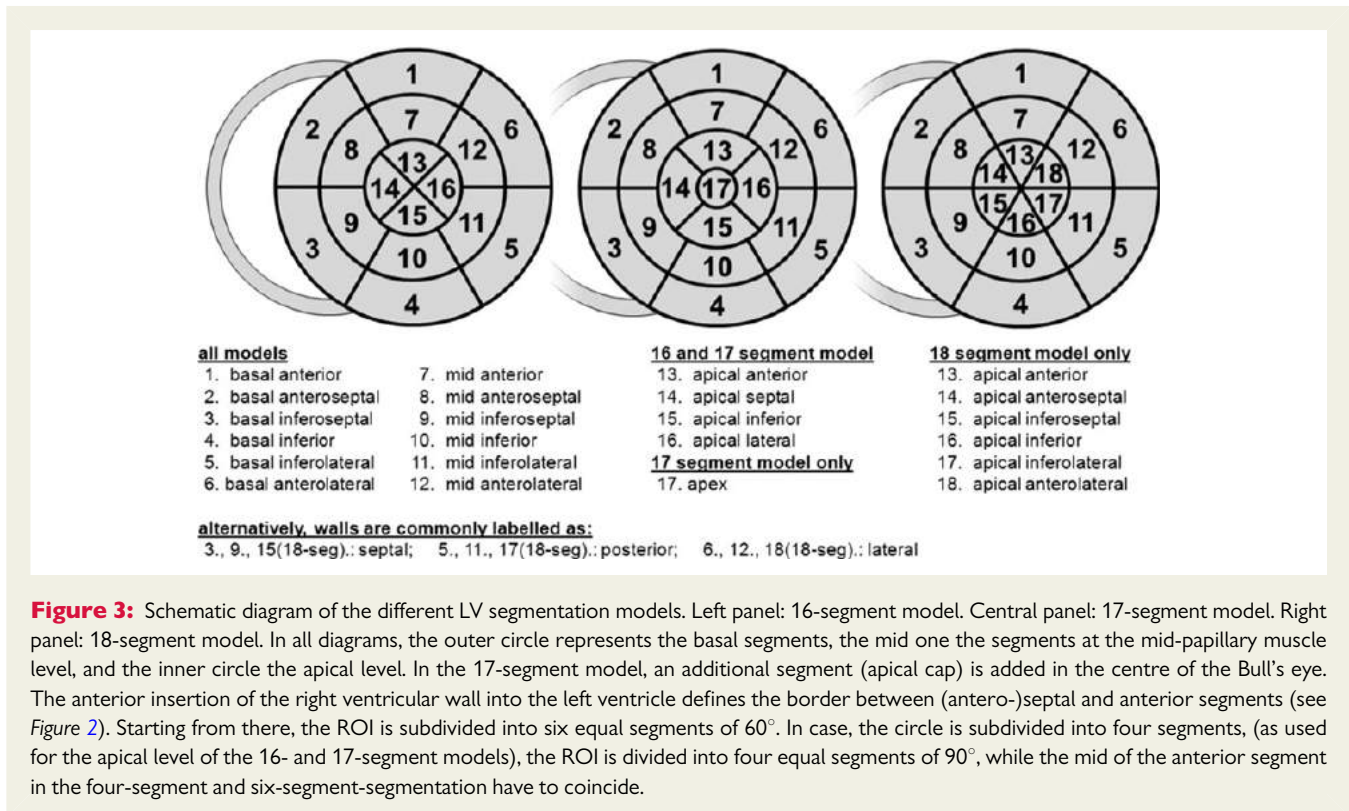 1
2
6
7
8
12
13
14
16
15
9
11
3
5
10
4
1
2
6
7
8
12
13
14
17
16
15
9
11
3
5
10
4
1
2
6
7
8
12
13
14
18
15
17
16
9
11
3
5
10
4
all models
1. basal anterior
2. basal anteroseptal
3. basal inferoseptal
4. basal inferior
5. basal inferolateral
6. basal anterolateral
7. mid anterior
8. mid anteroseptal
9. mid inferoseptal
10. mid inferior
11. mid inferolateral
12. mid anterolateral
16 and 17 segment model
13. apical anterior
14. apical septal
15. apical inferior
16. apical lateral
17 segment model only
17. apex
18 segment model only
13. apical anterior
14. apical anteroseptal
15. apical inferoseptal
16. apical inferior
17. apical inferolateral
18. apical anterolateral
alternatively, walls are commonly labelled as:
3., 9., 15(18-seg).: septal; 5., 11., 17(18-seg).: posterior; 6., 12., 18(18-seg).: lateral
Figure 3: Schematic diagram of the different LV segmentation models. Left panel: 16-segment model. Central panel: 17-segment model. Right
panel: 18-segment model. In all diagrams, the outer circle represents the basal segments, the mid one the segments at the mid-papillary muscle
level, and the inner circle the apical level. In the 17-segment model, an additional segment (apical cap) is added in the centre of the Bull's eye.
The anterior insertion of the right ventricular wall into the left ventricle defines the border between (antero-)septal and anterior segments (see
Figure 2). Starting from there, the ROI is subdivided into six equal segments of 60°. In case, the circle is subdivided into four segments, (as used
for the apical level of the 16- and 17-segment models), the ROI is divided into four equal segments of 90°, while the mid of the anterior segment
in the four-segment and six-segment-segmentation have to coincide.